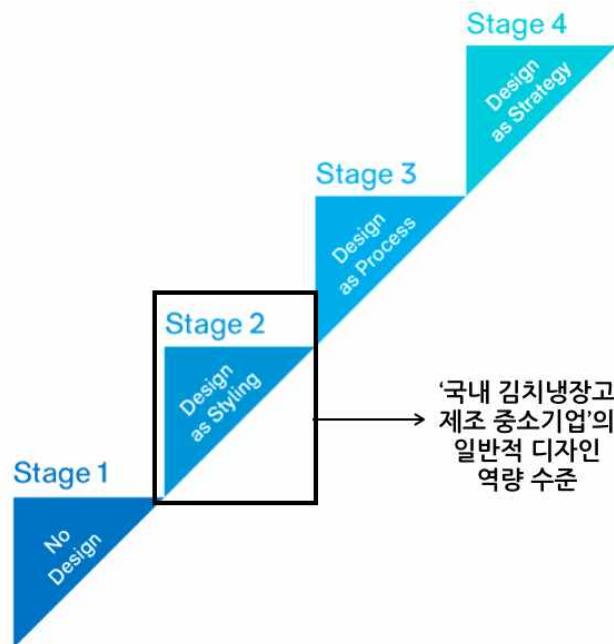 Stage 4
Design
as Strategy
Stage 3
Design
as Process
Stage 2
Design
as Styling
'국내 김치냉장고
제조 중소기업'의
일반적 디자인
역량 수준
Stage 1
No
Design